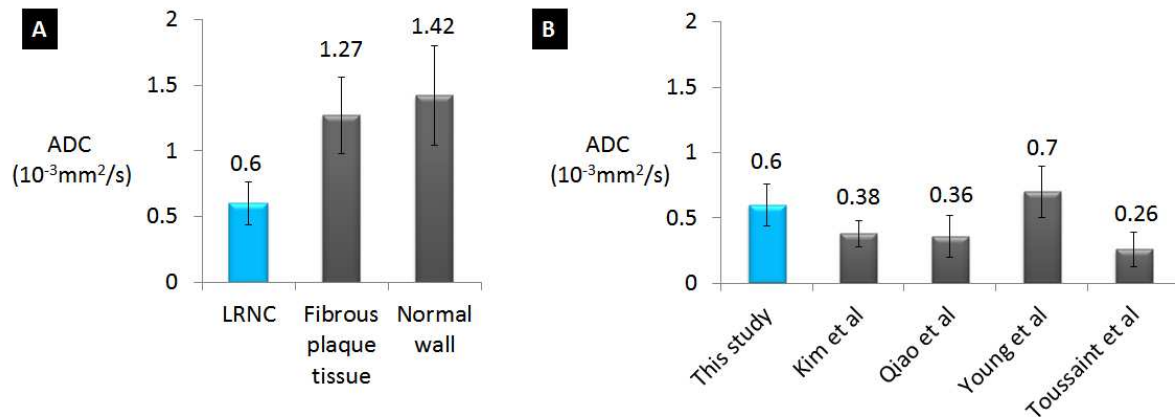 A
2
1.5
1
0.5
0
ADC
(10⁻³mm²/s)
0.6
1.27
1.42
LRNC
Fibrous
plaque
tissue
Normal
wall
B
2
1.5
1
0.5
0
ADC
(10⁻³mm²/s)
0.6
0.38
0.36
0.7
0.26
This study
Kim et al
Qiao et al
Young et al
Toussaint et al